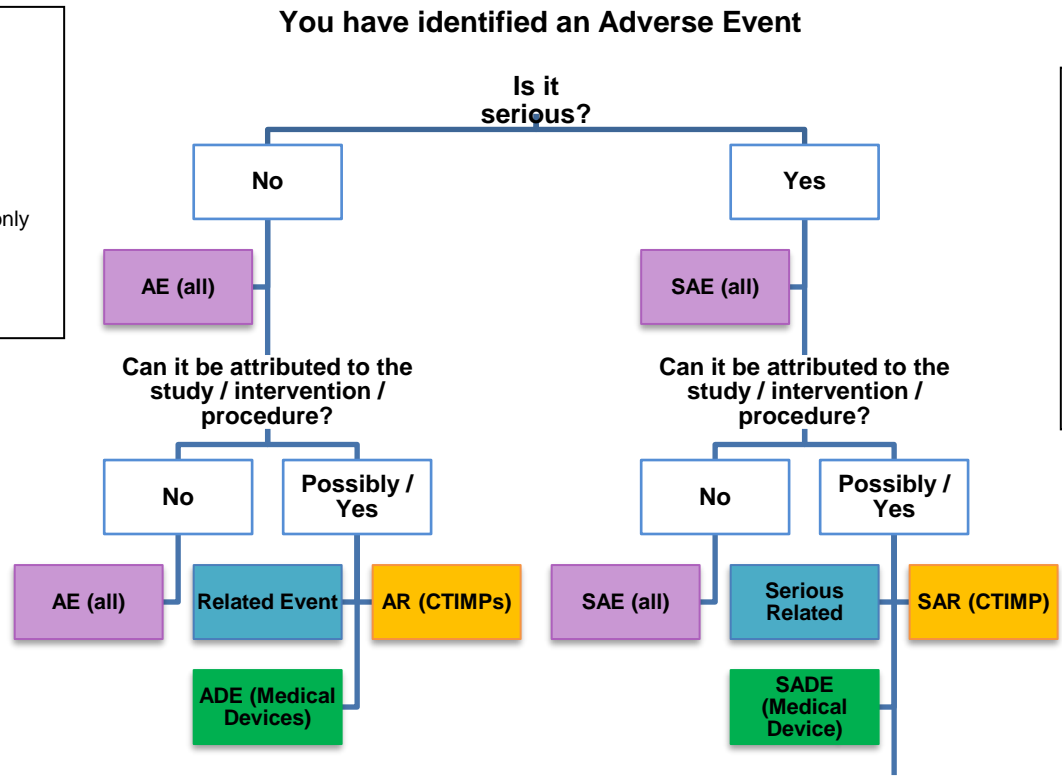 You have identified an Adverse Event
Is it
serious?
No
Yes
only
AE (all)
SAE (all)
Can it be attributed to the
study / intervention /
procedure?
Can it be attributed to the
study / intervention /
procedure?
No
Possibly /
Yes
No
Possibly /
Yes
AE (all)
Related Event
AR (CTIMPs)
SAE (all)
Serious
Related
SAR (CTIMP)
ADE (Medical
Devices)
SADE
(Medical
Device)